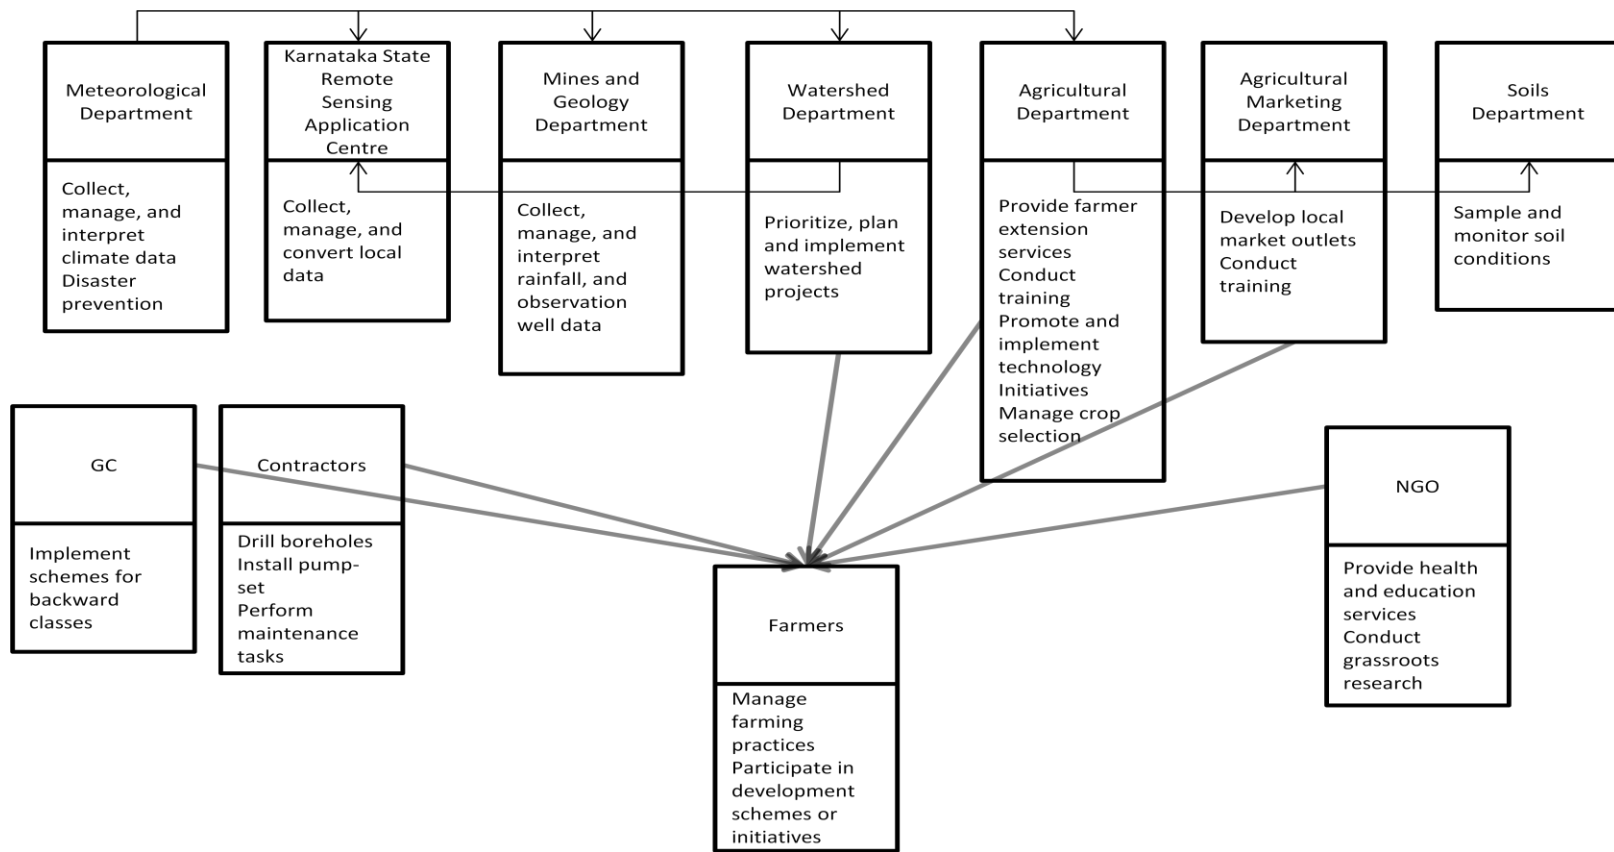 Meteorological
Department
Collect,
manage, and
interpret
climate data
Disaster
prevention
Karnataka State
Remote
Sensing
Application
Centre
Collect,
manage, and
convert local
data
Mines and
Geology
Department
Collect,
manage, and
interpret
rainfall, and
observation
well data
Watershed
Department
Prioritize, plan
and implement
watershed
projects
Agricultural
Department
Provide farmer
extension
services
Conduct
training
Promote and
implement
technology
Initiatives
Manage crop
selection
Agricultural
Marketing
Department
Develop local
market outlets
Conduct
training
Soils
Department
Sample and
monitor soil
conditions
GC
Implement
schemes for
backward
classes
Contractors
Drill boreholes
Install pump-
set
Perform
maintenance
tasks
Farmers
Manage
farming
practices
Participate in
development
schemes or
initiatives
NGO
Provide health
and education
services
Conduct
grassroots
research